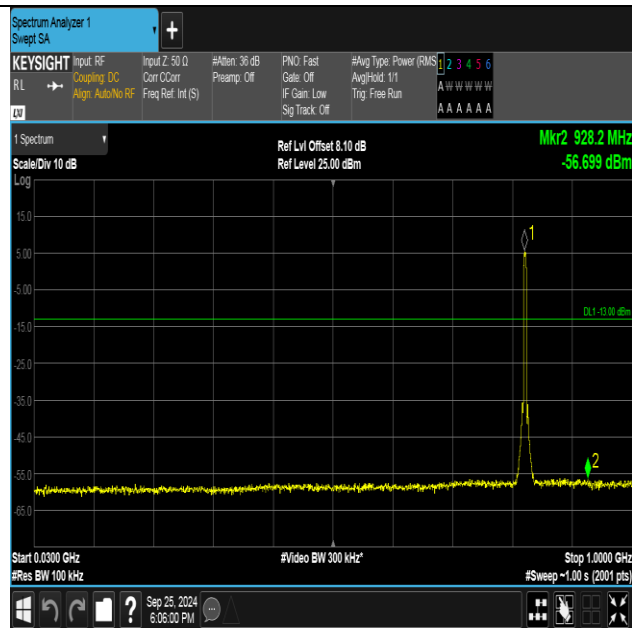 Spectrum Analyzer 1
Swept SA
+
KEYSIGHT
RL
LXI
Input: RF
Coupling: DC
Align: Auto/No RF
Input Z: 50 Ω
Corr CCorr
Freq Ref: Int (S)
#Atten: 36 dB
Preamp: Off
PNO: Fast
Gate: Off
IF Gain: Low
Sig Track: Off
#Avg Type: Power (RMS
Avg|Hold: 1/1
Trig: Free Run
1 2 3 4 5 6
A W W W W W
A A A A A A
1 Spectrum
Scale/Div 10 dB
Log
Ref Lvl Offset 8.10 dB
Ref Level 25.00 dBm
Mkr2 928.2 MHz
-56.699 dBm
15.0
5.00
-5.00
-15.0
-25.0
-35.0
-45.0
-55.0
-65.0
1
DL1 -13.00 dBm
2
Start 0.0300 GHz
#Res BW 100 kHz
#Video BW 300 kHz*
Stop 1.0000 GHz
#Sweep ~1.00 s (2001 pts)
?
Sep 25, 2024
6:06:00 PM